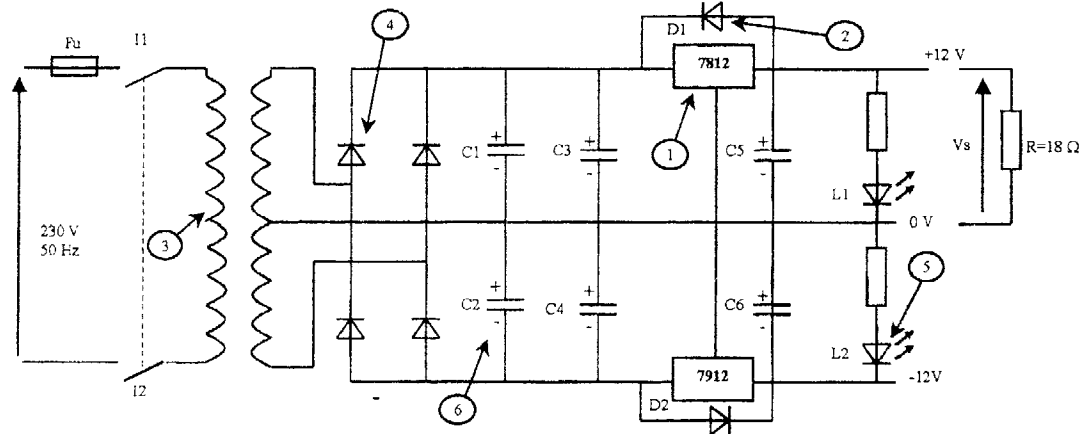 Fu
I1
4
D1
2
7812
+12 V
+
C1
-
+
C3
-
1
C5
+
-
Vs
R=18 Ω
L1
0 V
230 V
50 Hz
3
5
+
C2
-
+
C4
-
C6
+
-
L2
I2
-
6
7912
D2
-12V